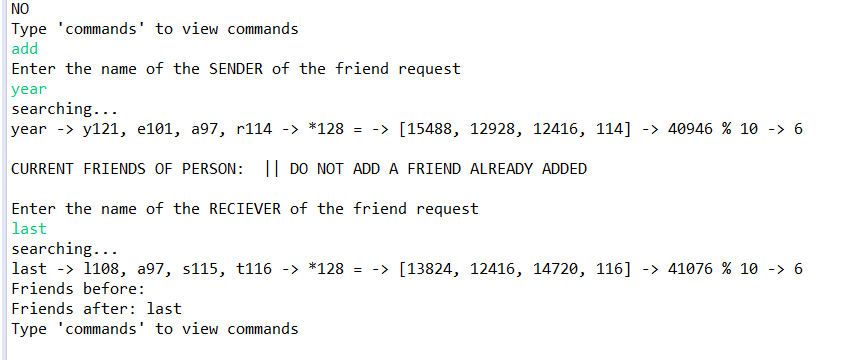 NO
Type 'commands' to view commands
add
Enter the name of the SENDER of the friend request
year
searching...
year -> y121, e101, a97, r114 -> *128 = -> [15488, 12928, 12416, 114] -> 40946 % 10 -> 6
CURRENT FRIENDS OF PERSON:  || DO NOT ADD A FRIEND ALREADY ADDED
Enter the name of the RECIEVER of the friend request
last
searching...
last -> l108, a97, s115, t116 -> *128 = -> [13824, 12416, 14720, 116] -> 41076 % 10 -> 6
Friends before:
Friends after: last
Type 'commands' to view commands